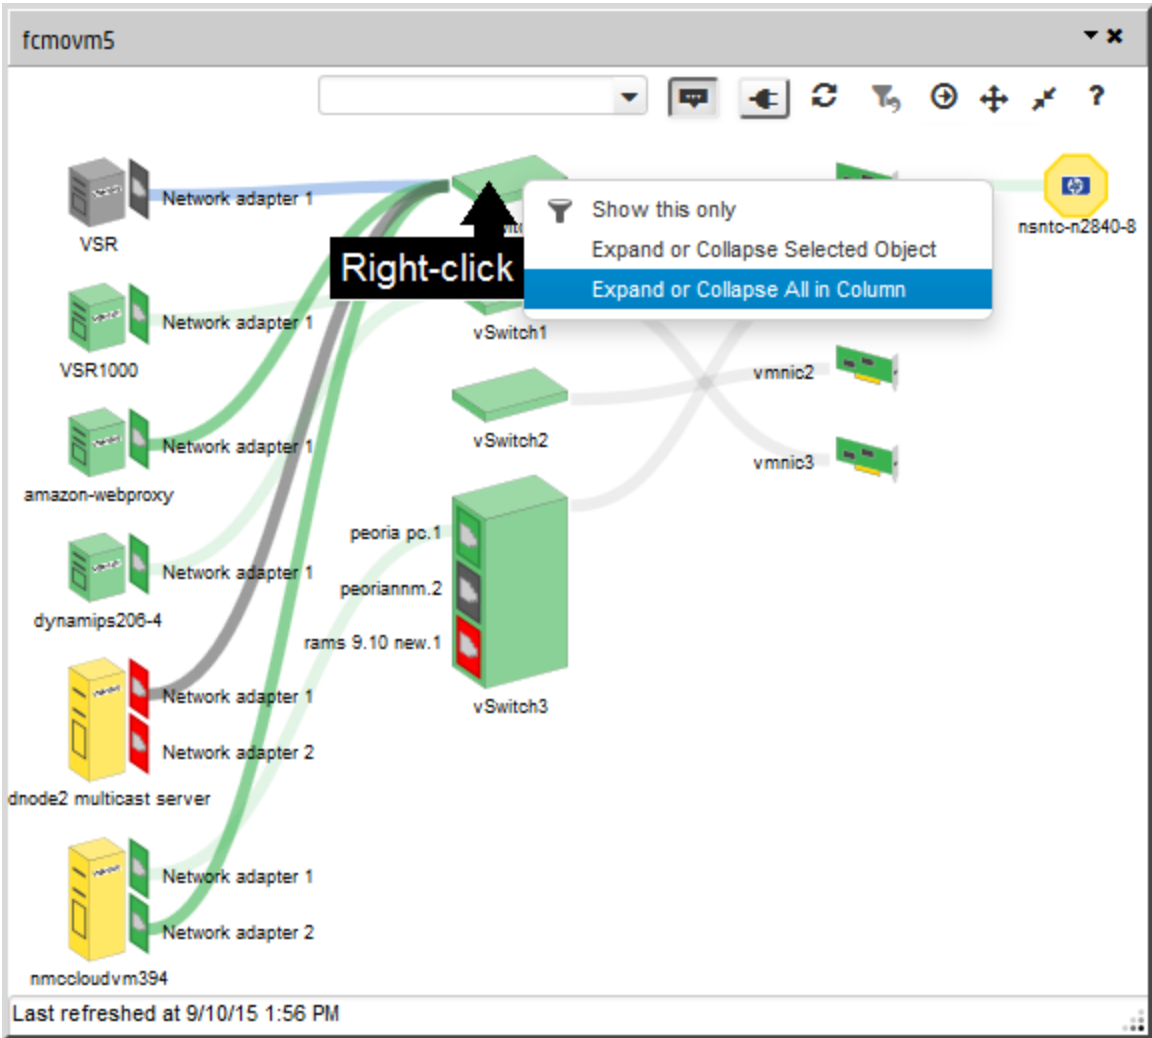 fcmovm5
?
VSR
Network adapter 1
Right-click
Show this only
Expand or Collapse Selected Object
Expand or Collapse All in Column
nsntc-n2840-8
VSR1000
Network adapter 1
vSwitch1
vSwitch2
vmnic2
vmnic3
amazon-webproxy
Network adapter 1
dynamips206-4
Network adapter 1
peoria pc.1
peoriannm.2
rams 9.10 new.1
vSwitch3
Network adapter 1
Network adapter 2
dnode2 multicast server
Network adapter 1
Network adapter 2
nmccloudvm394
Last refreshed at 9/10/15 1:56 PM